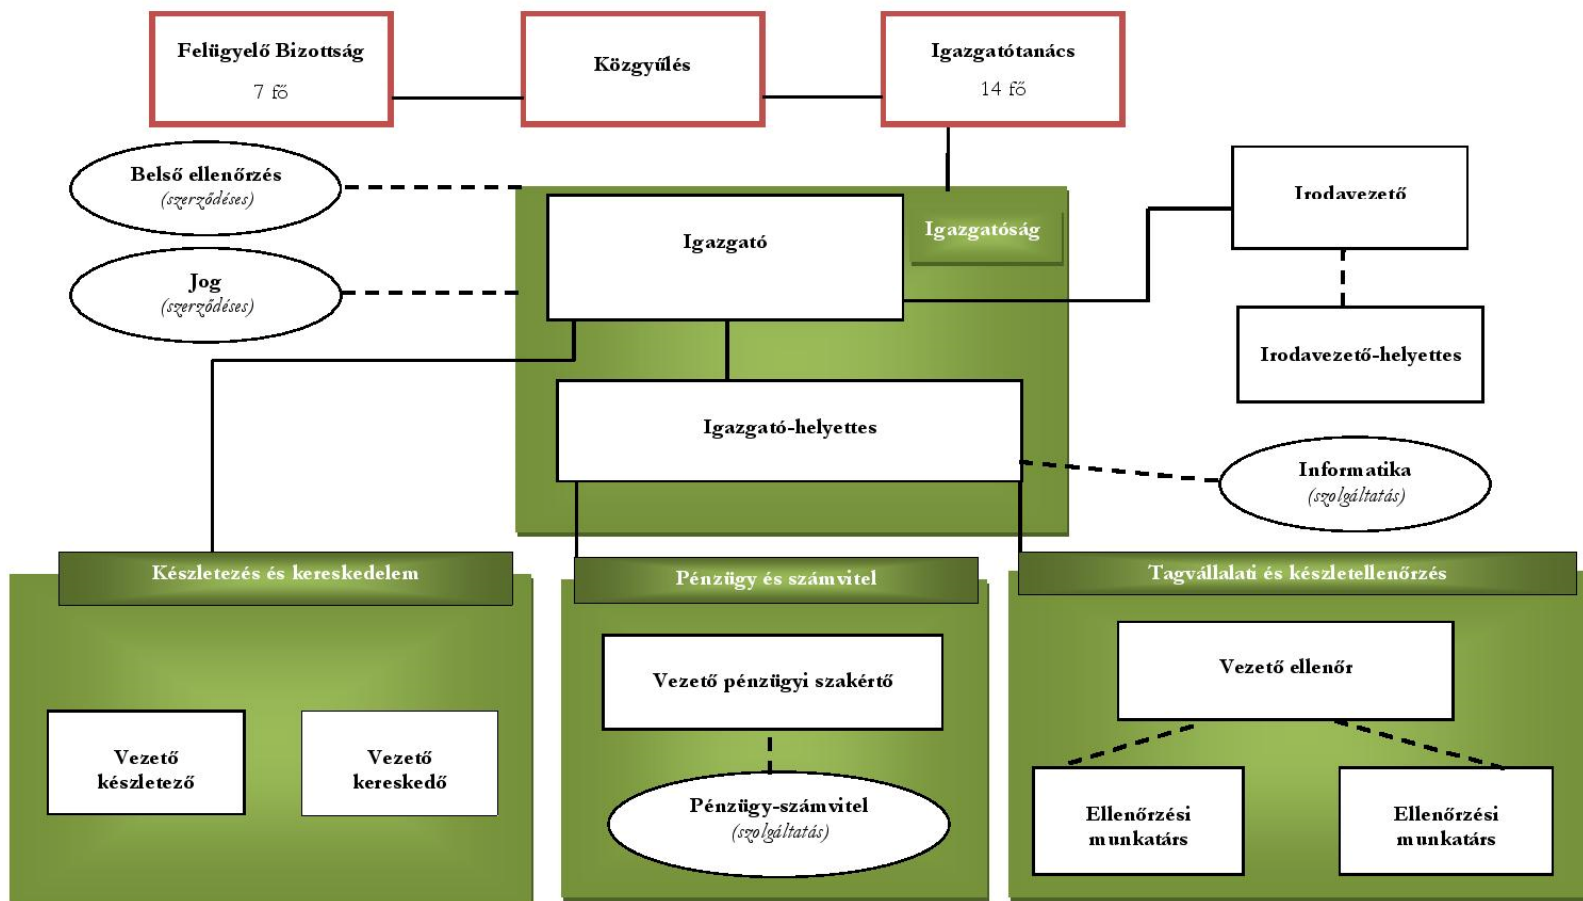 Felügyelő Bizottság
7 fő
Közgyűlés
Igazgatótanács
14 fő
Belső ellenőrzés
(szerződéses)
Jog
(szerződéses)
Igazgató
Igazgatóság
Irodavezető
Irodavezető-helyettes
Igazgató-helyettes
Informatika
(szolgáltatás)
Készletezés és kereskedelem
Vezető
készletező
Vezető
kereskedő
Pénzügy és számvitel
Vezető pénzügyi szakértő
Pénzügy-számvitel
(szolgáltatás)
Tagvállalati és készletellenőrzés
Vezető ellenőr
Ellenőrzési
munkatárs
Ellenőrzési
munkatárs